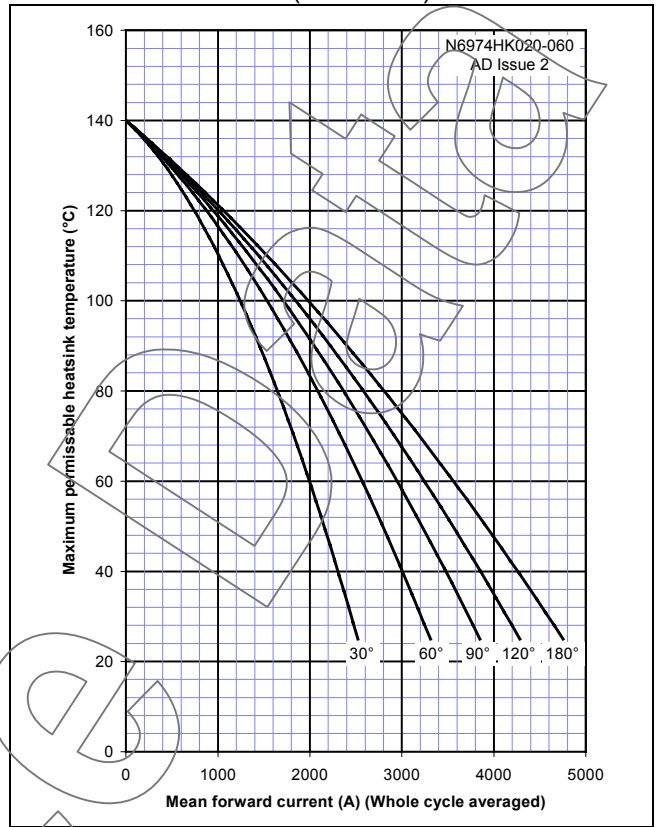 N6974HK020-060
AD Issue 2
160
140
120
100
80
60
40
20
0
Maximum permissable heatsink temperature (°C)
30° 60° 90° 120° 180°
0 1000 2000 3000 4000 5000
Mean forward current (A) (Whole cycle averaged)